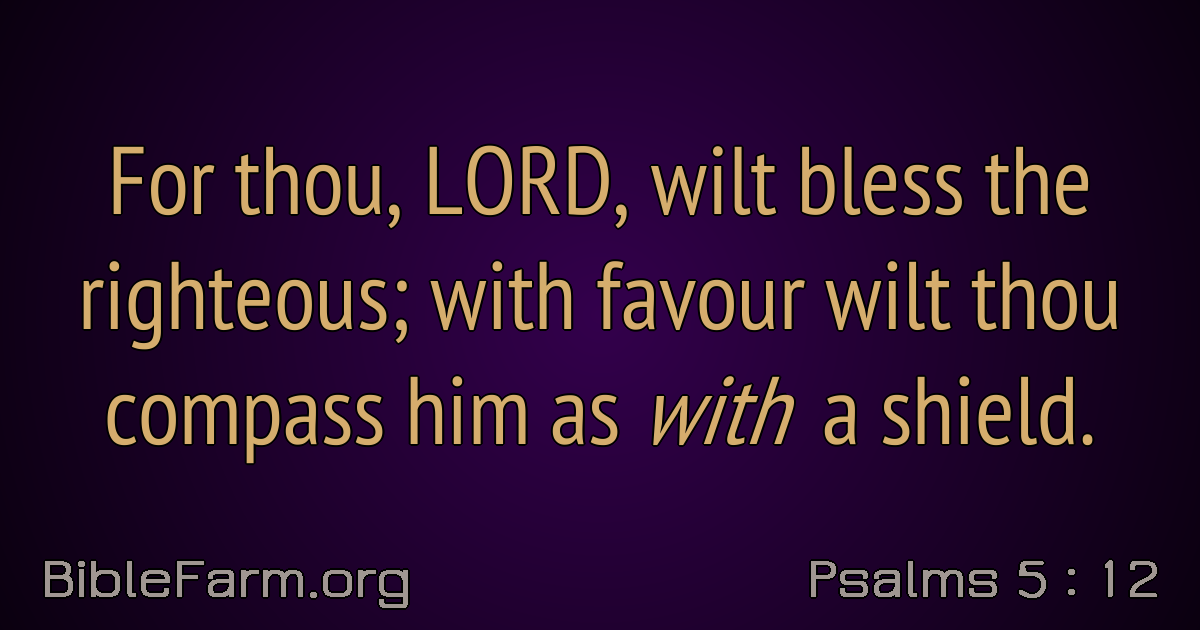 For thou, LORD, wilt bless the
righteous; with favour wilt thou
compass him as with a shield.
BibleFarm.org
Psalms 5 : 12